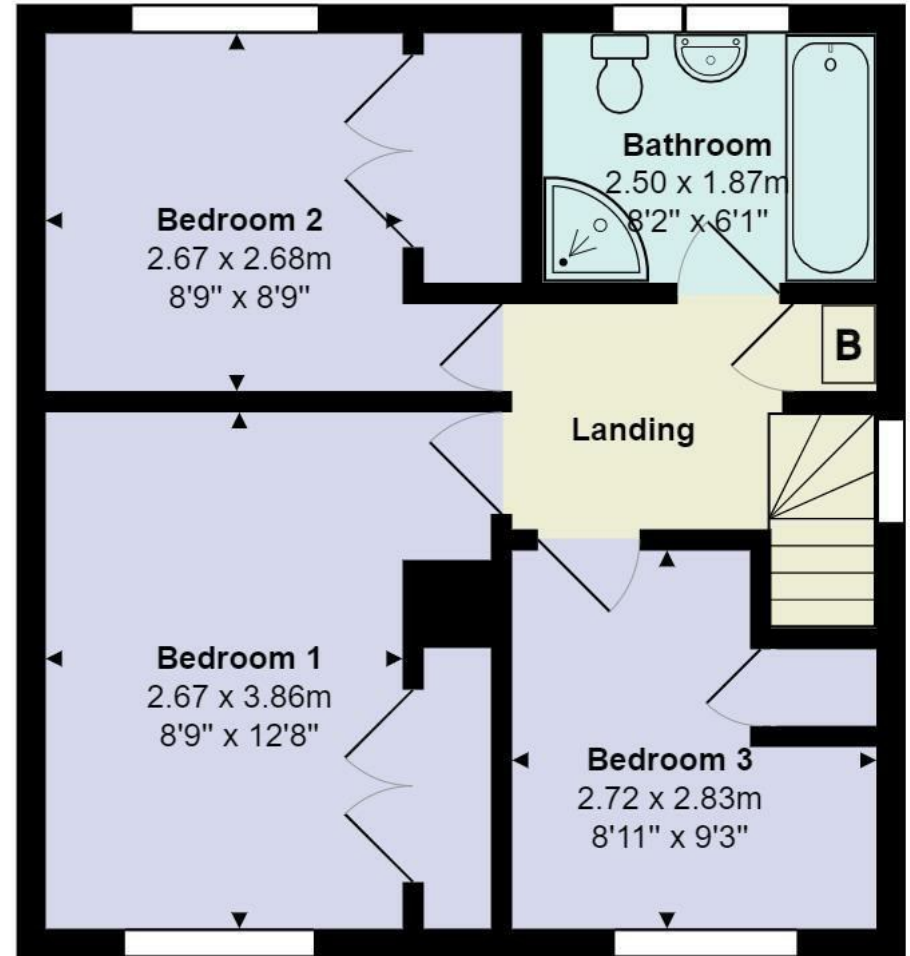 Bathroom
2.50 x 1.87m
8'2" x 6'1"
Bedroom 2
2.67 x 2.68m
8'9" x 8'9"
B
Landing
Bedroom 1
2.67 x 3.86m
8'9" x 12'8"
Bedroom 3
2.72 x 2.83m
8'11" x 9'3"